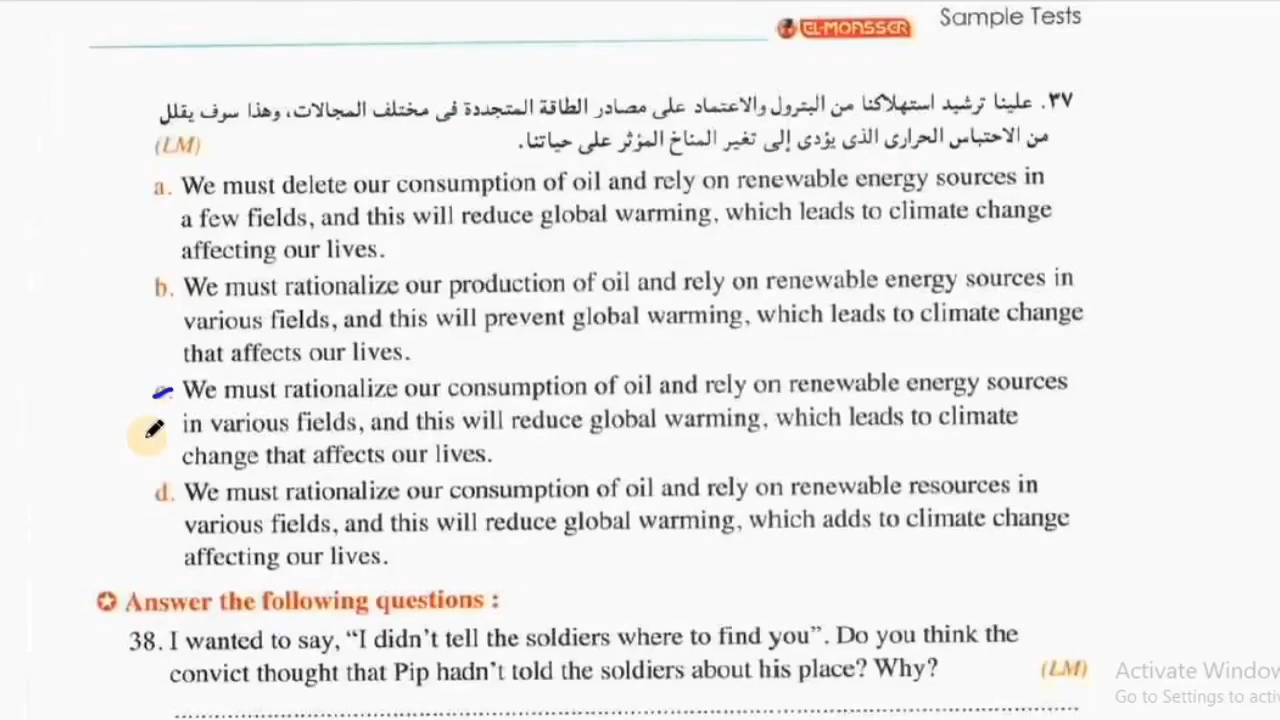 EL-MOASSER Sample Tests
٣٧. علينا ترشيد استهلاكنا من البترول والاعتماد على مصادر الطاقة المتجددة فى مختلف المجالات، وهذا سوف يقلل
من الاحتباس الحرارى الذى يؤدى إلى تغير المناخ المؤثر على حياتنا.
(LM)
a. We must delete our consumption of oil and rely on renewable energy sources in
a few fields, and this will reduce global warming, which leads to climate change
affecting our lives.
b. We must rationalize our production of oil and rely on renewable energy sources in
various fields, and this will prevent global warming, which leads to climate change
that affects our lives.
We must rationalize our consumption of oil and rely on renewable energy sources
in various fields, and this will reduce global warming, which leads to climate
change that affects our lives.
d. We must rationalize our consumption of oil and rely on renewable resources in
various fields, and this will reduce global warming, which adds to climate change
affecting our lives.
Answer the following questions :
38. I wanted to say, “I didn’t tell the soldiers where to find you”. Do you think the
convict thought that Pip hadn’t told the soldiers about his place? Why?
(LM)
Activate Window
Go to Settings to activ